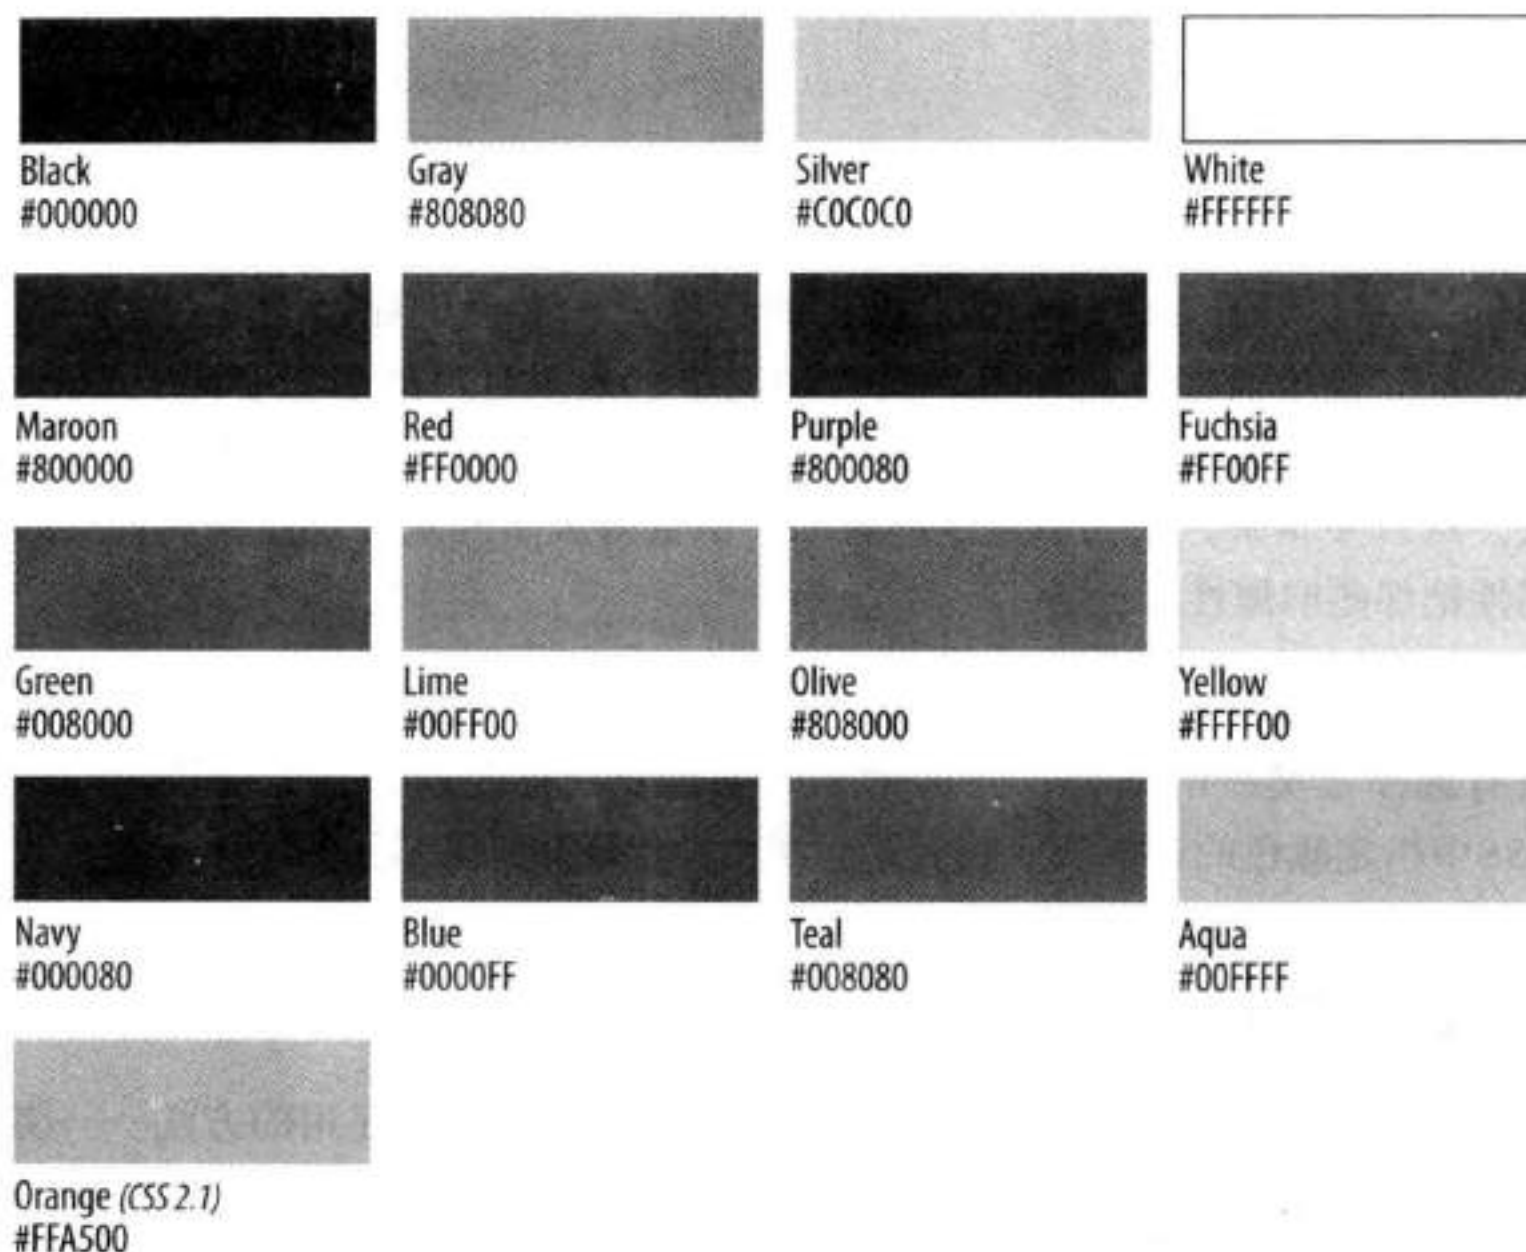 Black
#000000
Gray
#808080
Silver
#C0C0C0
White
#FFFFFF
Maroon
#800000
Red
#FF0000
Purple
#800080
Fuchsia
#FF00FF
Green
#008000
Lime
#00FF00
Olive
#808000
Yellow
#FFFF00
Navy
#000080
Blue
#0000FF
Teal
#008080
Aqua
#00FFFF
Orange (CSS 2.1)
#FFA500